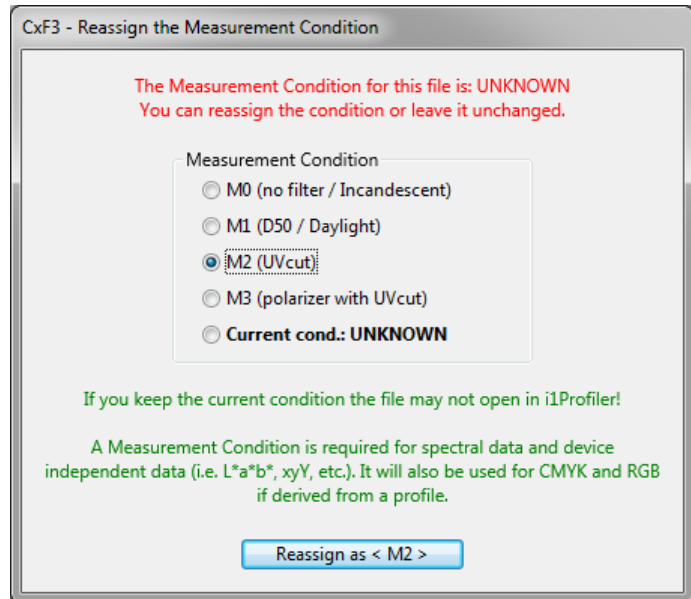 CxF3 - Reassign the Measurement Condition
The Measurement Condition for this file is: UNKNOWN
You can reassign the condition or leave it unchanged.
Measurement Condition
M0 (no filter / Incandescent)
M1 (D50 / Daylight)
M2 (UVcut)
M3 (polarizer with UVcut)
Current cond.: UNKNOWN
If you keep the current condition the file may not open in i1Profiler!
A Measurement Condition is required for spectral data and device
independent data (i.e. L*a*b*, xyY, etc.). It will also be used for CMYK and RGB
if derived from a profile.
Reassign as < M2 >